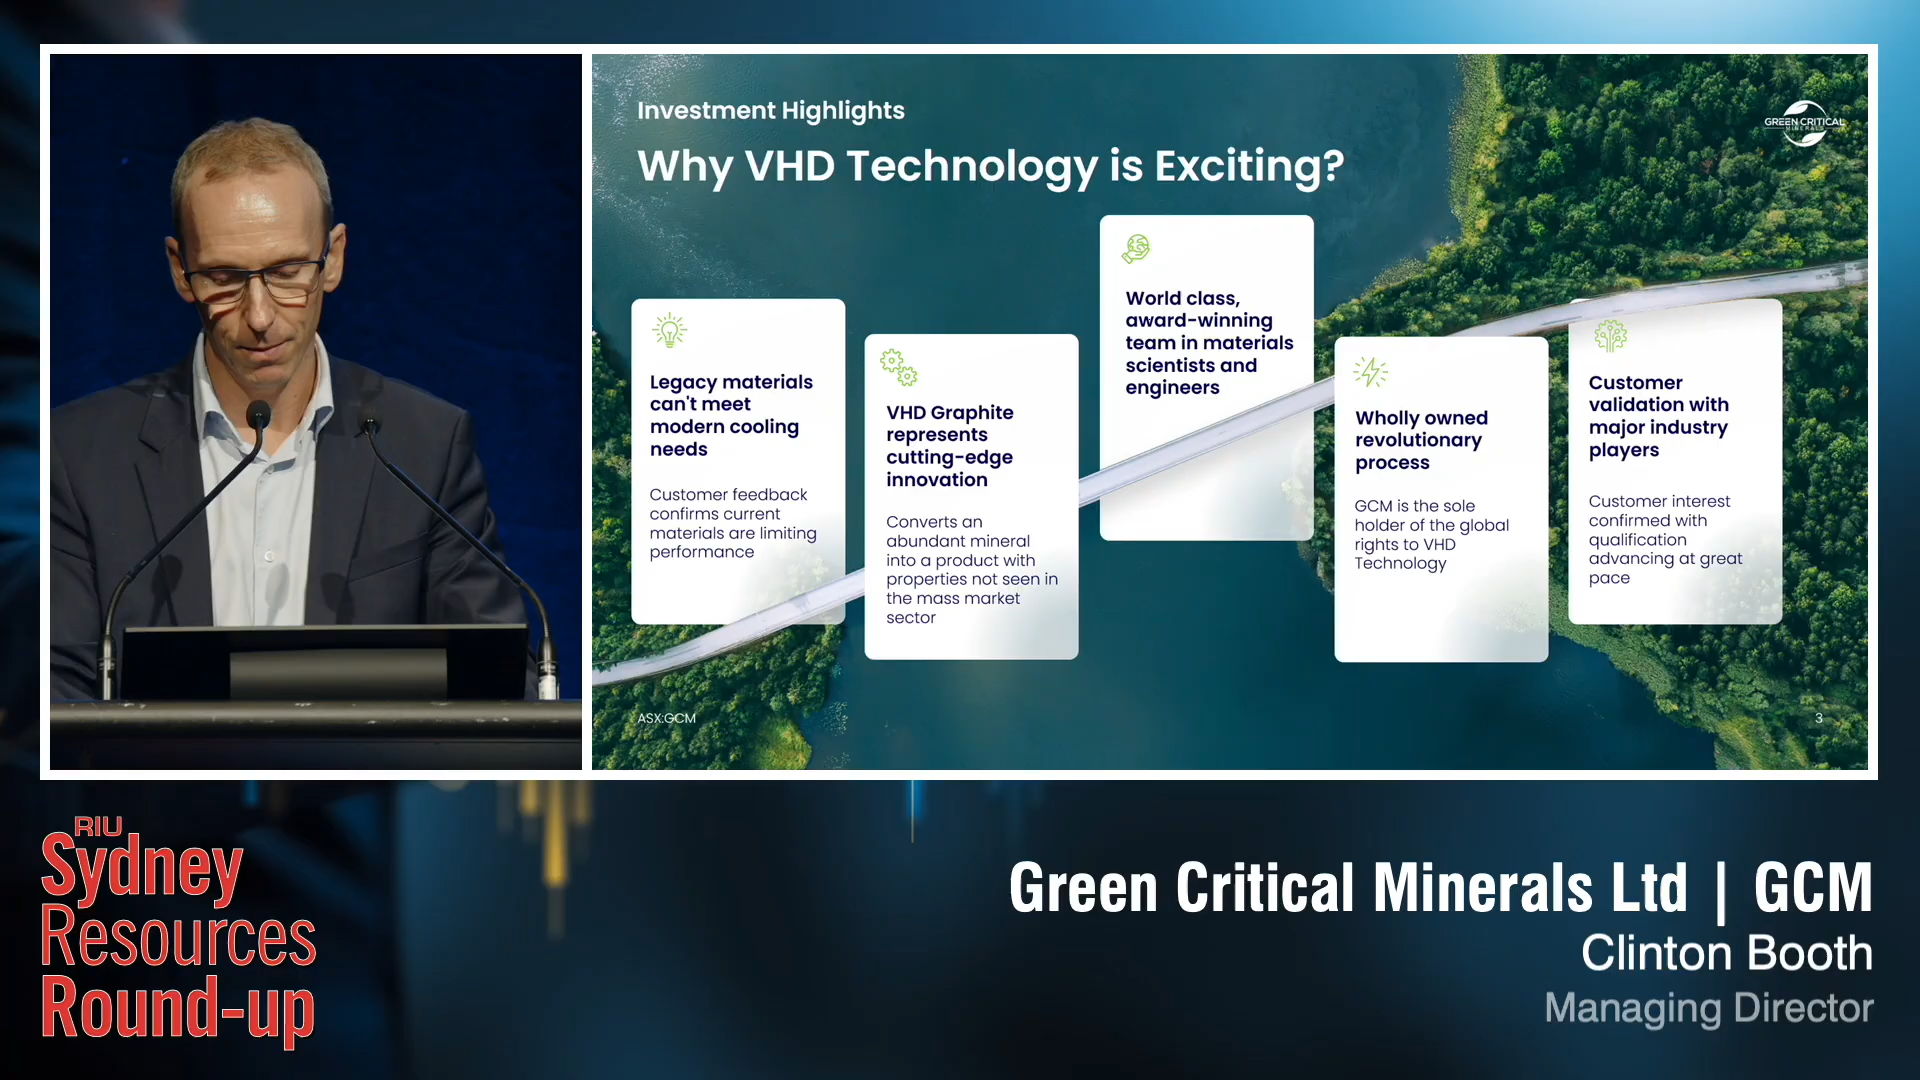 Investment Highlights
Why VHD Technology is Exciting?
GREEN CRITICAL
MINERALS
Legacy materials
can't meet
modern cooling
needs
Customer feedback
confirms current
materials are limiting
performance
VHD Graphite
represents
cutting-edge
innovation
Converts an
abundant mineral
into a product with
properties not seen in
the mass market
sector
World class,
award-winning
team in materials
scientists and
engineers
Wholly owned
revolutionary
process
GCM is the sole
holder of the global
rights to VHD
Technology
Customer
validation with
major industry
players
Customer interest
confirmed with
qualification
advancing at great
pace
ASX:GCM
3
RIU
Sydney
Resources
Round-up
Green Critical Minerals Ltd | GCM
Clinton Booth
Managing Director